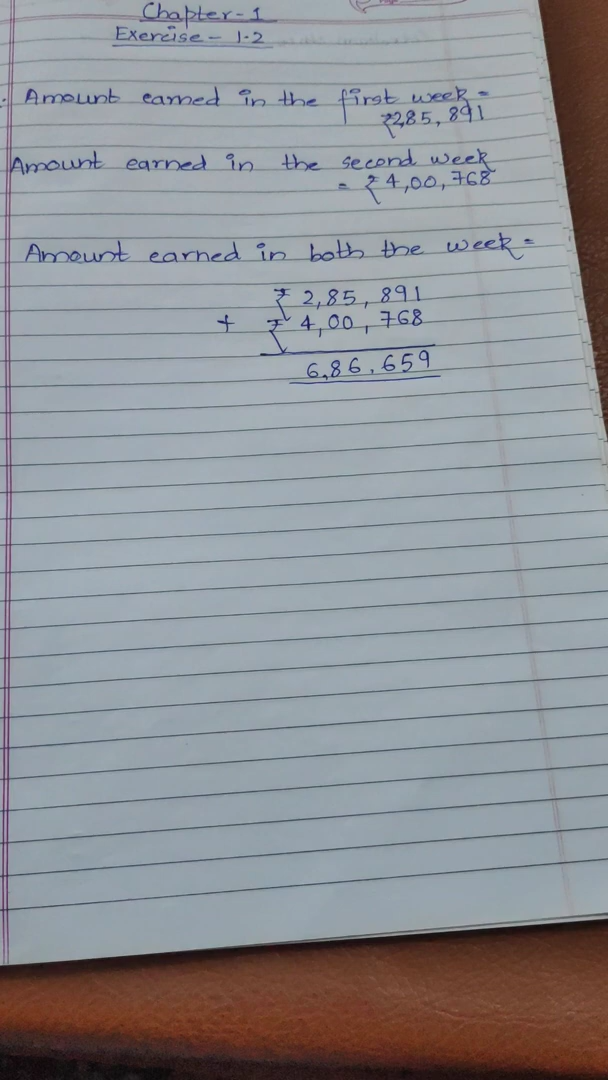 Chapter-1
Exercise - 1.2
Amount earned in the first week =
₹285,891
Amount earned in the second week
= ₹4,00,768
Amount earned in both the week =
₹ 2,85,891
+ ₹ 4,00,768
6,86,659